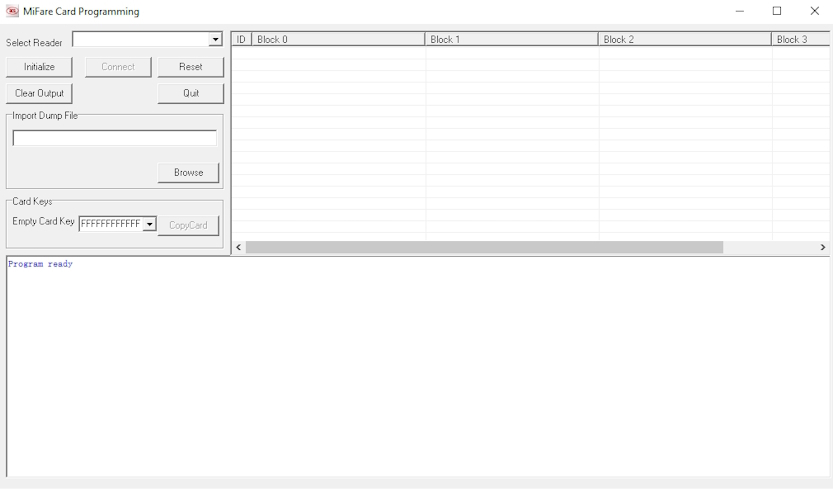 MiFare Card Programming
Select Reader
ID Block 0 Block 1 Block 2 Block 3
Initialize Connect Reset
Clear Output Quit
Import Dump File
Browse
Card Keys
Empty Card Key FFFFFFFFFFFF CopyCard
Program ready